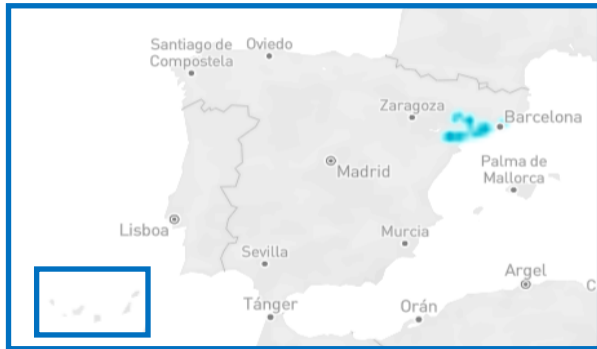 Santiago de
Compostela
Oviedo
Zaragoza
Barcelona
Madrid
Palma de
Mallorca
Lisboa
Murcia
Sevilla
Argel
C
Tánger
Orán